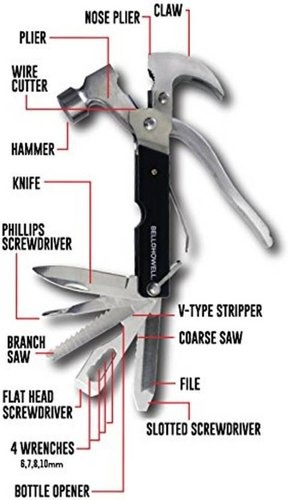 CLAW
NOSE PLIER
PLIER
WIRE
CUTTER
HAMMER
KNIFE
BELL+HOWELL
PHILLIPS
SCREWDRIVER
V-TYPE STRIPPER
COARSE SAW
BRANCH
SAW
FILE
FLAT HEAD
SCREWDRIVER
SLOTTED SCREWDRIVER
4 WRENCHES
6,7,8,10mm
BOTTLE OPENER